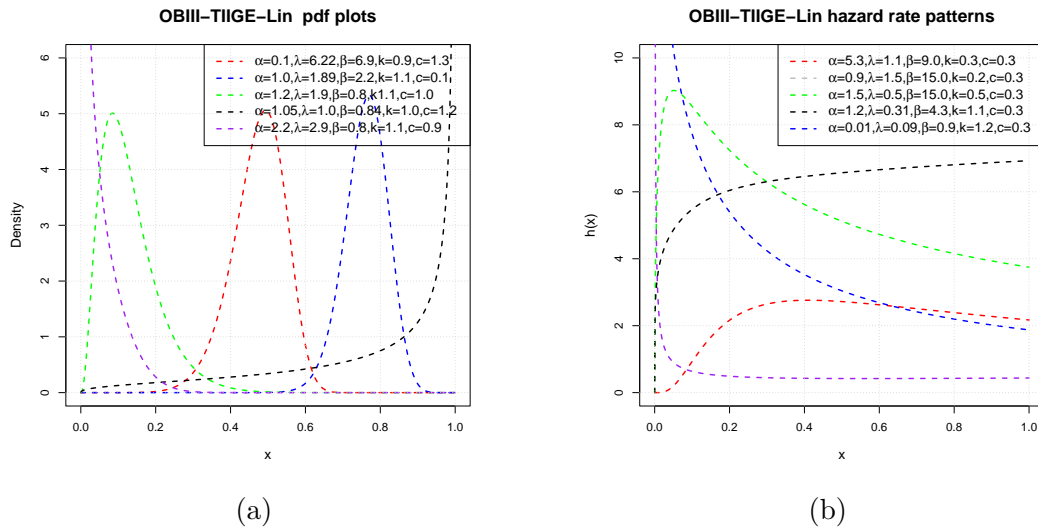 OBIII−TIIGE−Lin pdf plots
6
5
4
3
2
1
0
Density
α=0.1,λ=6.22,β=6.9,k=0.9,c=1.3
α=1.0,λ=1.89,β=2.2,k=1.1,c=0.1
α=1.2,λ=1.9,β=0.8,k1.1,c=1.0
α=1.05,λ=1.0,β=0.84,k=1.0,c=1.2
α=2.2,λ=2.9,β=0.8,k=1.1,c=0.9
0.0 0.2 0.4 0.6 0.8 1.0
x
(a)
OBIII−TIIGE−Lin hazard rate patterns
10
8
6
4
2
0
h(x)
α=5.3,λ=1.1,β=9.0,k=0.3,c=0.3
α=0.9,λ=1.5,β=15.0,k=0.2,c=0.3
α=1.5,λ=0.5,β=15.0,k=0.5,c=0.3
α=1.2,λ=0.31,β=4.3,k=1.1,c=0.3
α=0.01,λ=0.09,β=0.9,k=1.2,c=0.3
0.0 0.2 0.4 0.6 0.8 1.0
x
(b)